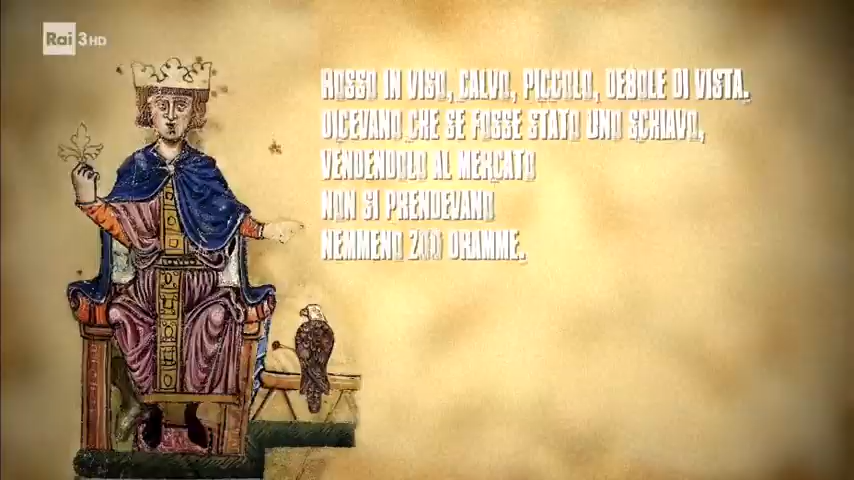 Rai 3HD
ROSSO IN VISO, CALVO, PICCOLO, DEBOLE DI VISTA.
DICEVANO CHE SE FOSSE STATO UNO SCHIAVO,
VENDENDOLO AL MERCATO
NON SI PRENDEVANO
NEMMENO 200 DRAMME.